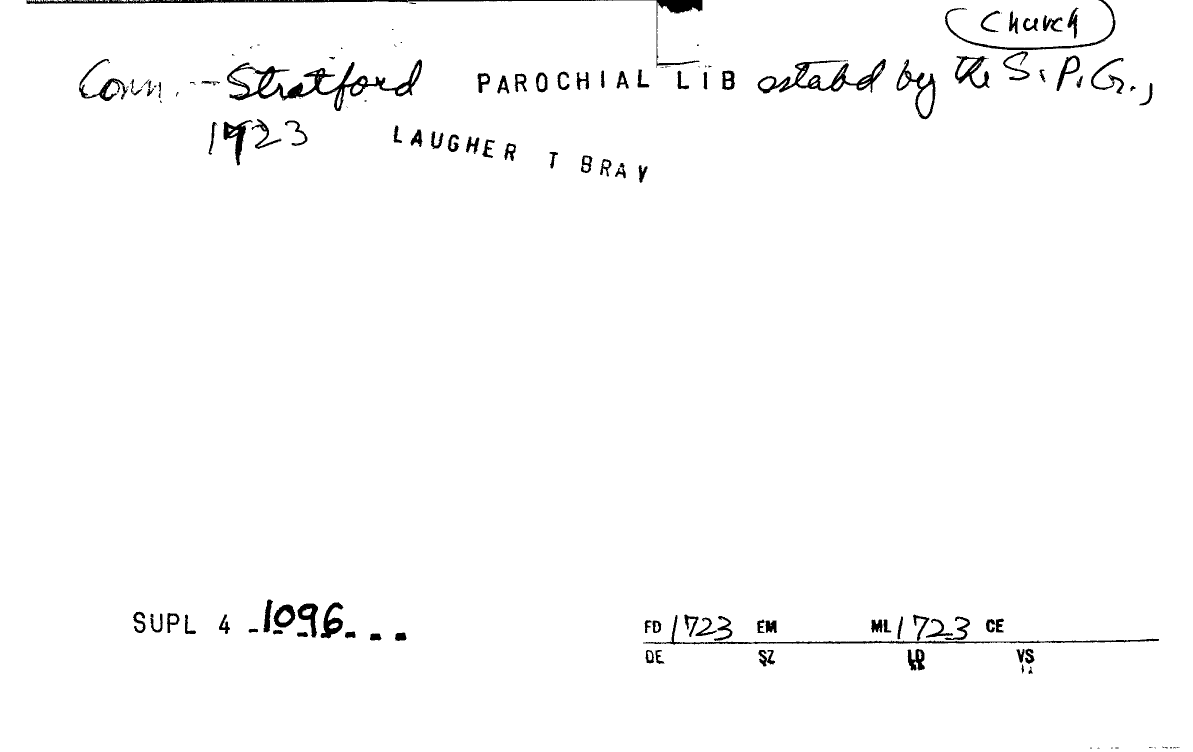 Church
Conn. - Stratford PAROCHIAL LIB estabd by the S.P.G.,
1723 LAUGHER T BRAY
SUPL 4 1096
FD 1723 EM ML 1723 CE
DE SZ LD VS